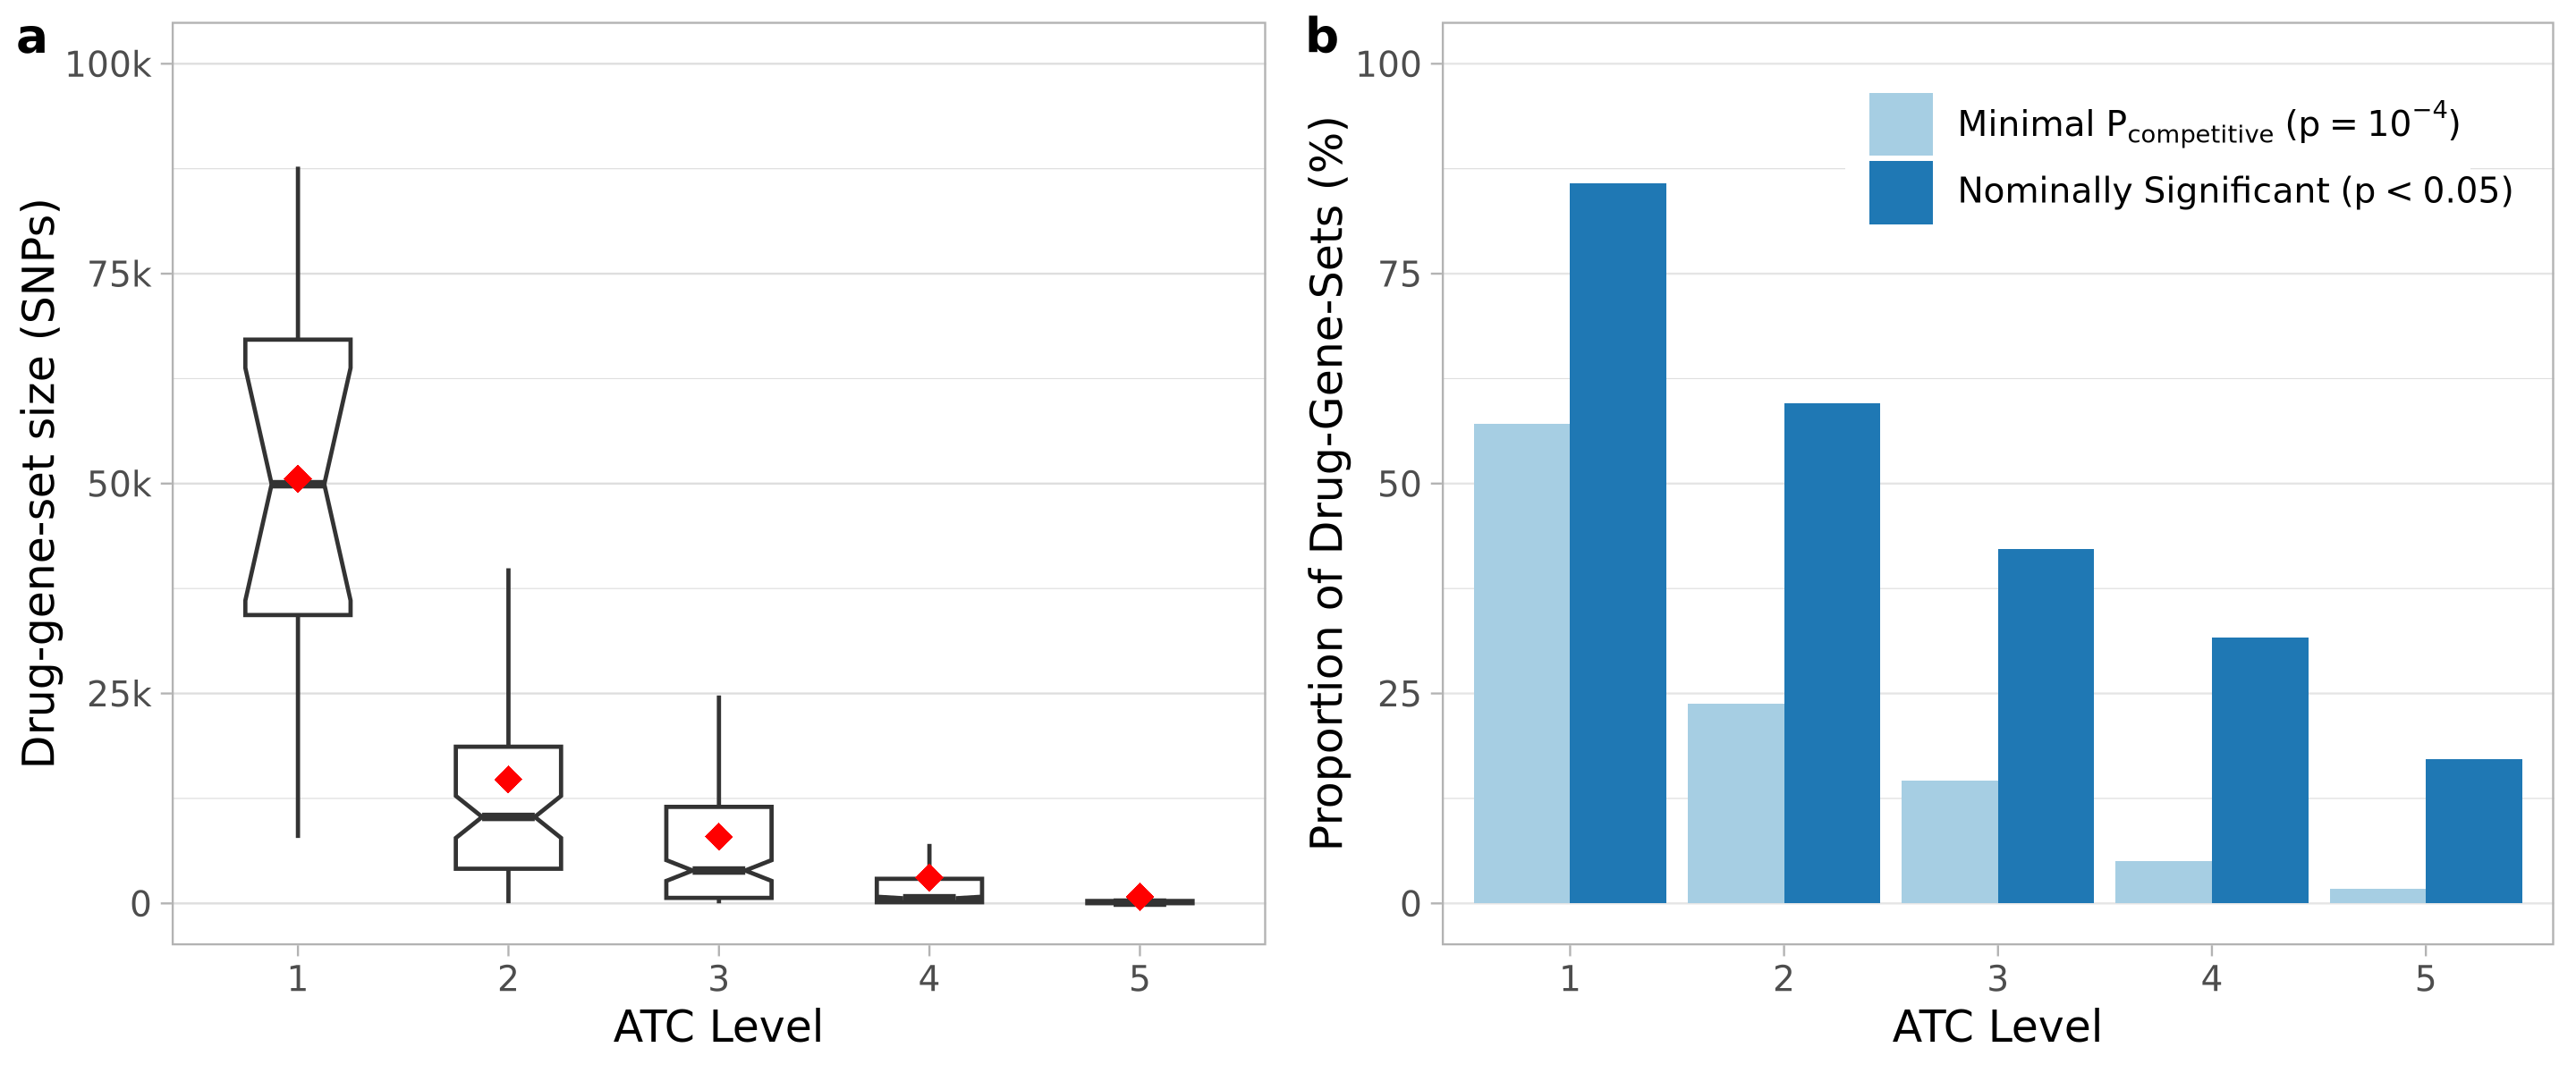 a
Drug-gene-set size (SNPs)
100k
75k
50k
25k
0
1 2 3 4 5
ATC Level
b
Proportion of Drug-Gene-Sets (%)
100
75
50
25
0
Minimal Pcompetitive (p = 10−4)
Nominally Significant (p < 0.05)
1 2 3 4 5
ATC Level